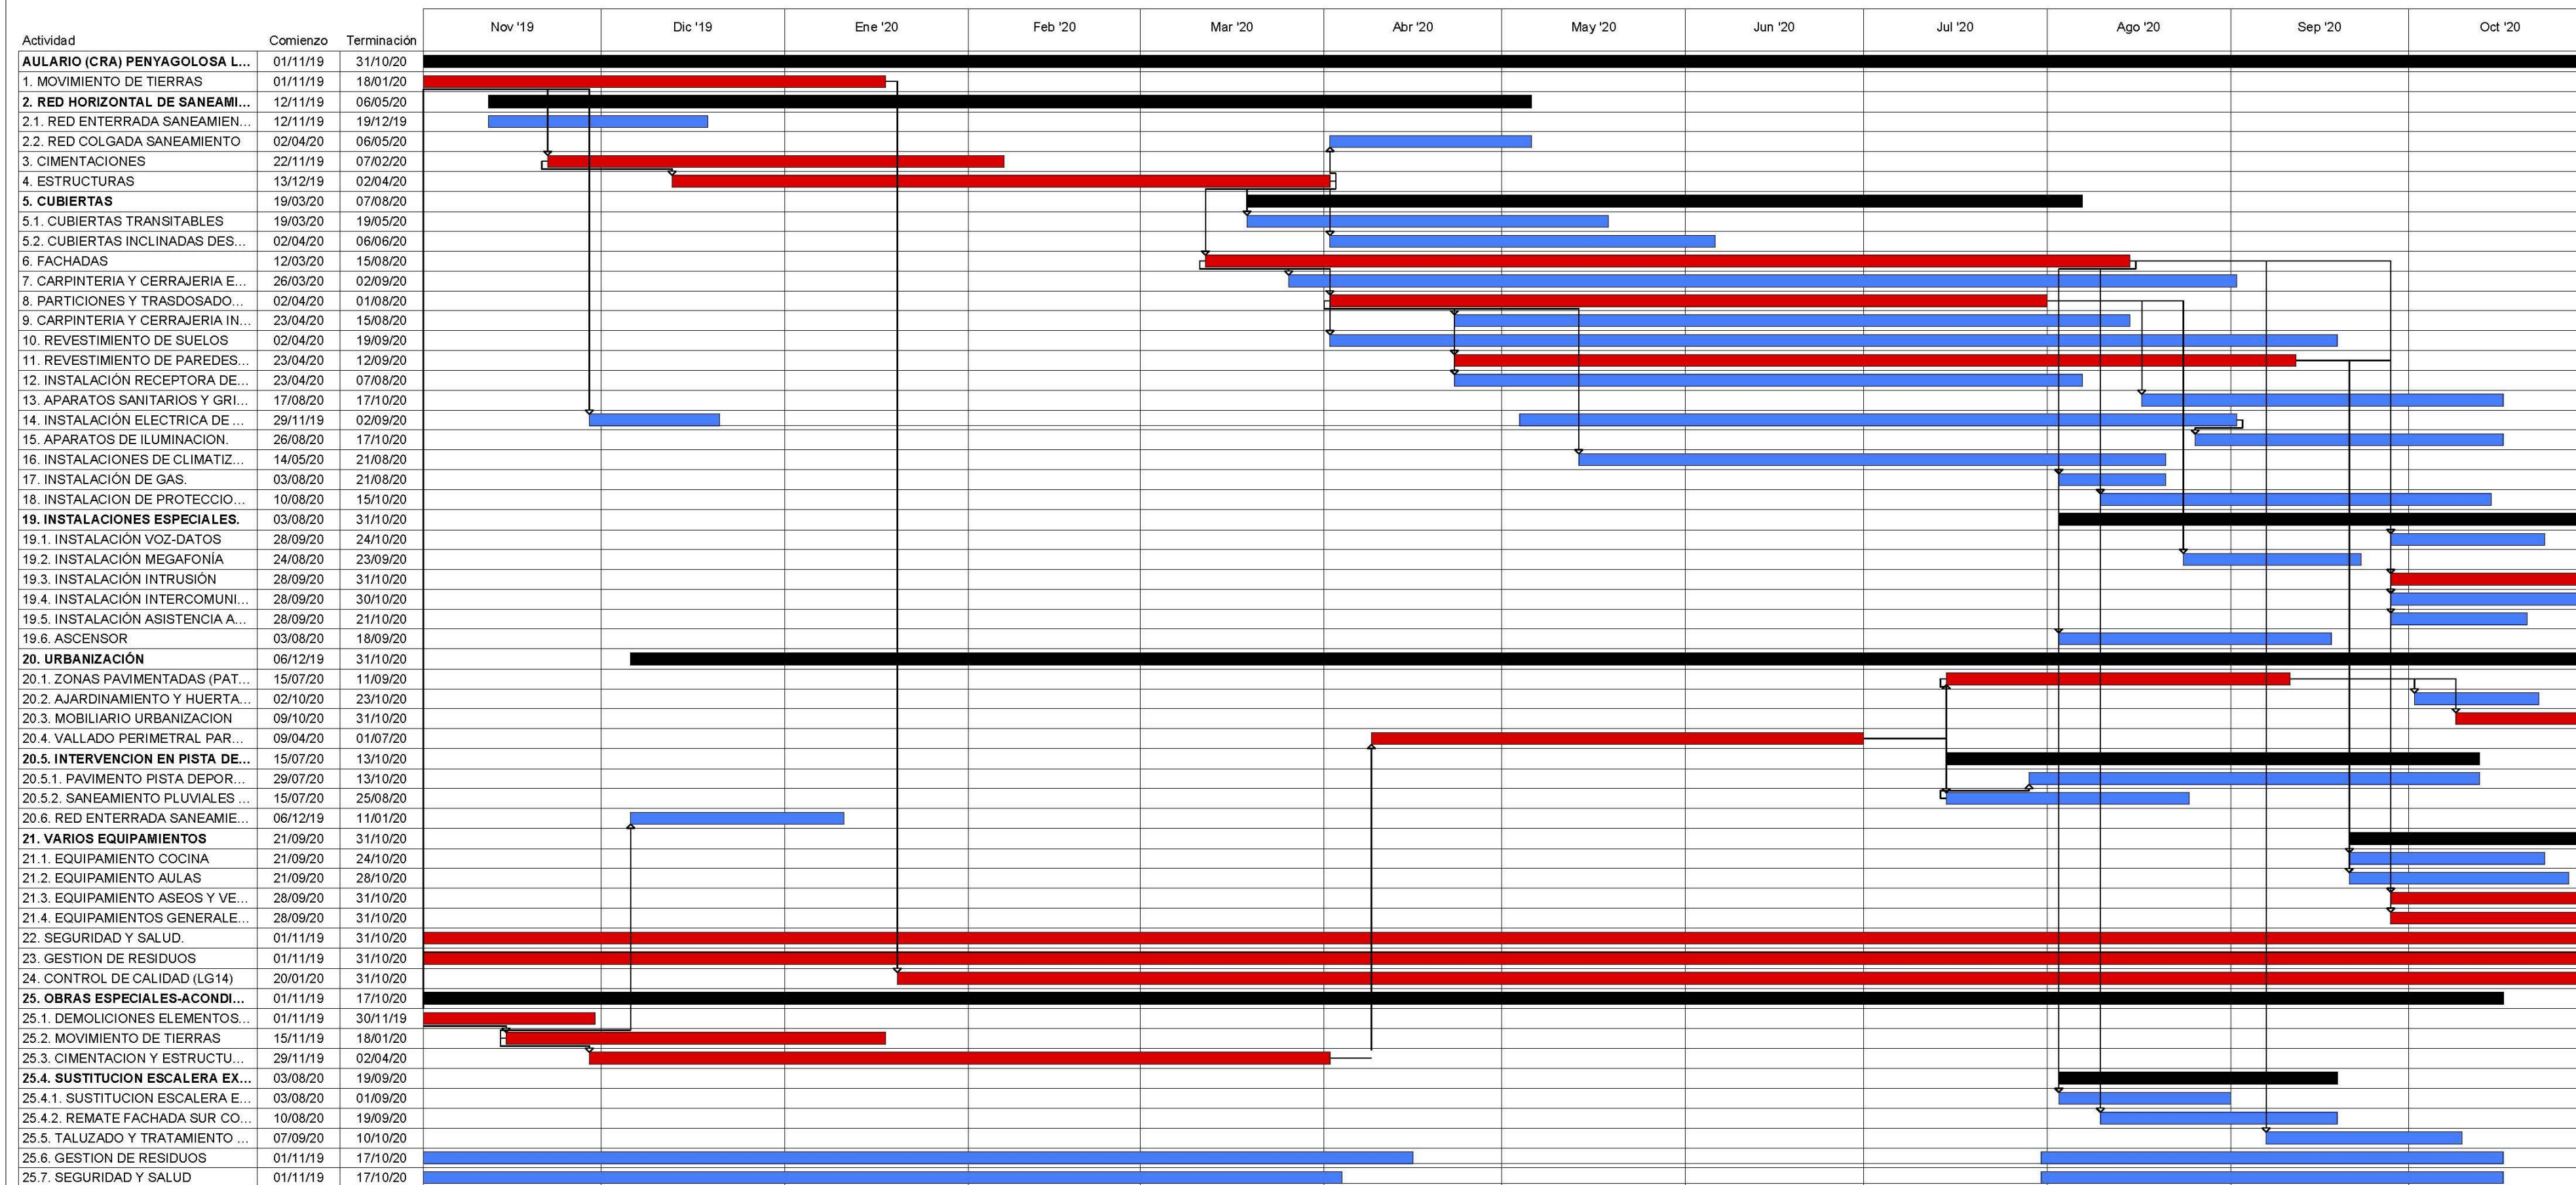 Nov '19 Dic '19 Ene '20 Feb '20 Mar '20 Abr '20 May '20 Jun '20 Jul '20 Ago '20 Sep '20 Oct '20
Actividad Comienzo Terminación
AULARIO (CRA) PENYAGOLOSA L... 01/11/19 31/10/20
1. MOVIMIENTO DE TIERRAS 01/11/19 18/01/20
2. RED HORIZONTAL DE SANEAMI... 12/11/19 06/05/20
2.1. RED ENTERRADA SANEAMIEN... 12/11/19 19/12/19
2.2. RED COLGADA SANEAMIENTO 02/04/20 06/05/20
3. CIMENTACIONES 22/11/19 07/02/20
4. ESTRUCTURAS 13/12/19 02/04/20
5. CUBIERTAS 19/03/20 07/08/20
5.1. CUBIERTAS TRANSITABLES 19/03/20 19/05/20
5.2. CUBIERTAS INCLINADAS DES... 02/04/20 06/06/20
6. FACHADAS 12/03/20 15/08/20
7. CARPINTERIA Y CERRAJERIA E... 26/03/20 02/09/20
8. PARTICIONES Y TRASDOSADO... 02/04/20 01/08/20
9. CARPINTERIA Y CERRAJERIA IN... 23/04/20 15/08/20
10. REVESTIMIENTO DE SUELOS 02/04/20 19/09/20
11. REVESTIMIENTO DE PAREDES... 23/04/20 12/09/20
12. INSTALACIÓN RECEPTORA DE... 23/04/20 07/08/20
13. APARATOS SANITARIOS Y GRI... 17/08/20 17/10/20
14. INSTALACIÓN ELECTRICA DE ... 29/11/19 02/09/20
15. APARATOS DE ILUMINACION. 26/08/20 17/10/20
16. INSTALACIONES DE CLIMATIZ... 14/05/20 21/08/20
17. INSTALACIÓN DE GAS. 03/08/20 21/08/20
18. INSTALACION DE PROTECCIO... 10/08/20 15/10/20
19. INSTALACIONES ESPECIALES. 03/08/20 31/10/20
19.1. INSTALACIÓN VOZ-DATOS 28/09/20 24/10/20
19.2. INSTALACIÓN MEGAFONÍA 24/08/20 23/09/20
19.3. INSTALACIÓN INTRUSIÓN 28/09/20 31/10/20
19.4. INSTALACIÓN INTERCOMUNI... 28/09/20 30/10/20
19.5. INSTALACIÓN ASISTENCIA A... 28/09/20 21/10/20
19.6. ASCENSOR 03/08/20 18/09/20
20. URBANIZACIÓN 06/12/19 31/10/20
20.1. ZONAS PAVIMENTADAS (PAT... 15/07/20 11/09/20
20.2. AJARDINAMIENTO Y HUERTA... 02/10/20 23/10/20
20.3. MOBILIARIO URBANIZACION 09/10/20 31/10/20
20.4. VALLADO PERIMETRAL PAR... 09/04/20 01/07/20
20.5. INTERVENCION EN PISTA DE... 15/07/20 13/10/20
20.5.1. PAVIMENTO PISTA DEPOR... 29/07/20 13/10/20
20.5.2. SANEAMIENTO PLUVIALES ... 15/07/20 25/08/20
20.6. RED ENTERRADA SANEAMIE... 06/12/19 11/01/20
21. VARIOS EQUIPAMIENTOS 21/09/20 31/10/20
21.1. EQUIPAMIENTO COCINA 21/09/20 24/10/20
21.2. EQUIPAMIENTO AULAS 21/09/20 28/10/20
21.3. EQUIPAMIENTO ASEOS Y VE... 28/09/20 31/10/20
21.4. EQUIPAMIENTOS GENERALE... 28/09/20 31/10/20
22. SEGURIDAD Y SALUD. 01/11/19 31/10/20
23. GESTION DE RESIDUOS 01/11/19 31/10/20
24. CONTROL DE CALIDAD (LG14) 20/01/20 31/10/20
25. OBRAS ESPECIALES-ACONDI... 01/11/19 17/10/20
25.1. DEMOLICIONES ELEMENTOS... 01/11/19 30/11/19
25.2. MOVIMIENTO DE TIERRAS 15/11/19 18/01/20
25.3. CIMENTACION Y ESTRUCTU... 29/11/19 02/04/20
25.4. SUSTITUCION ESCALERA EX... 03/08/20 19/09/20
25.4.1. SUSTITUCION ESCALERA E... 03/08/20 01/09/20
25.4.2. REMATE FACHADA SUR CO... 10/08/20 19/09/20
25.5. TALUZADO Y TRATAMIENTO ... 07/09/20 10/10/20
25.6. GESTION DE RESIDUOS 01/11/19 17/10/20
25.7. SEGURIDAD Y SALUD 01/11/19 17/10/20